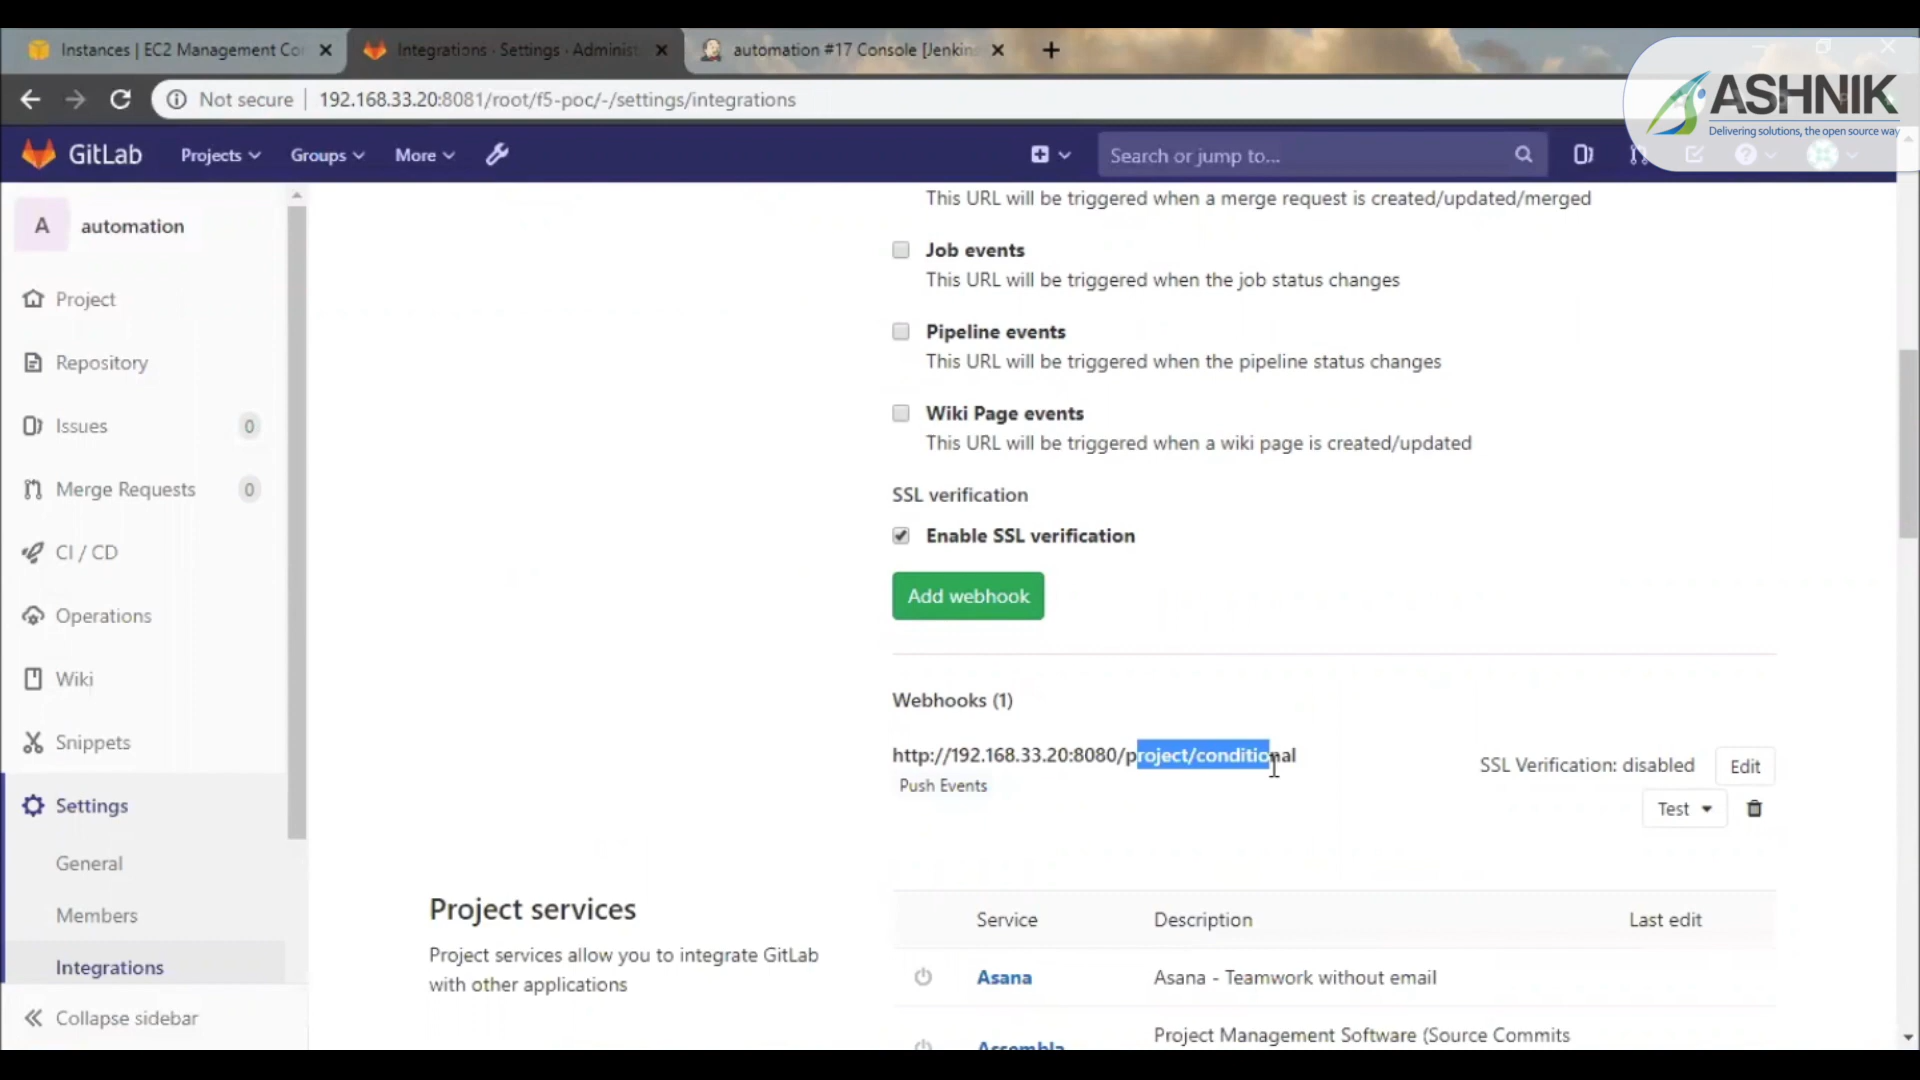 Instances | EC2 Management Co
Integrations · Settings · Administ
automation #17 Console [Jenkin
ASHNIK
Delivering solutions, the open source way
Not secure
192.168.33.20:8081/root/f5-poc/-/settings/integrations
GitLab
Projects
Groups
More
Search or jump to...
A
automation
Project
Repository
Issues
0
Merge Requests
0
CI / CD
Operations
Wiki
Snippets
Settings
General
Members
Integrations
Collapse sidebar
This URL will be triggered when a merge request is created/updated/merged
Job events
This URL will be triggered when the job status changes
Pipeline events
This URL will be triggered when the pipeline status changes
Wiki Page events
This URL will be triggered when a wiki page is created/updated
SSL verification
Enable SSL verification
Add webhook
Webhooks (1)
http://192.168.33.20:8080/project/conditional
Push Events
SSL Verification: disabled
Edit
Test
Project services
Project services allow you to integrate GitLab
with other applications
Service Description Last edit
Asana Asana - Teamwork without email
Assembla Project Management Software (Source Commits